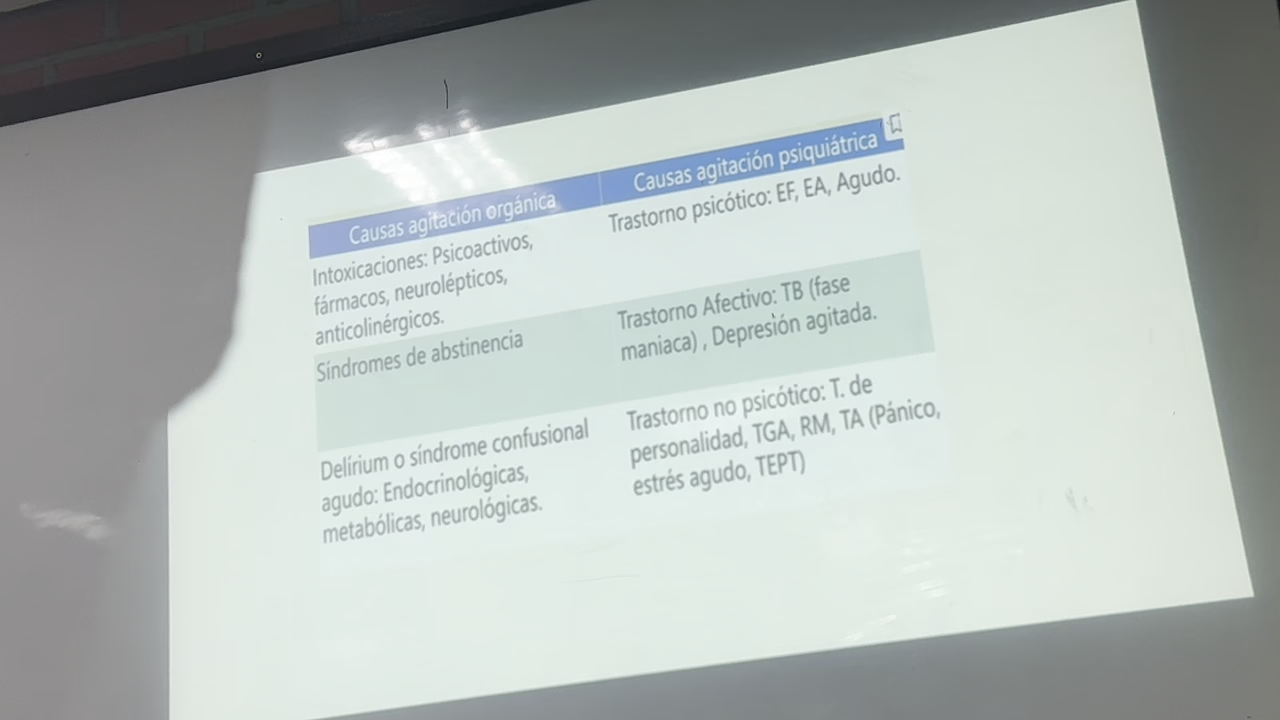 Causas agitación orgánica
Causas agitación psiquiátrica
Intoxicaciones: Psicoactivos,
fármacos, neurolépticos,
anticolinérgicos.
Trastorno psicótico: EF, EA, Agudo.
Síndromes de abstinencia
Trastorno Afectivo: TB (fase
maniaca) , Depresión agitada.
Delírium o síndrome confusional
agudo: Endocrinológicas,
metabólicas, neurológicas.
Trastorno no psicótico: T. de
personalidad, TGA, RM, TA (Pánico,
estrés agudo, TEPT)